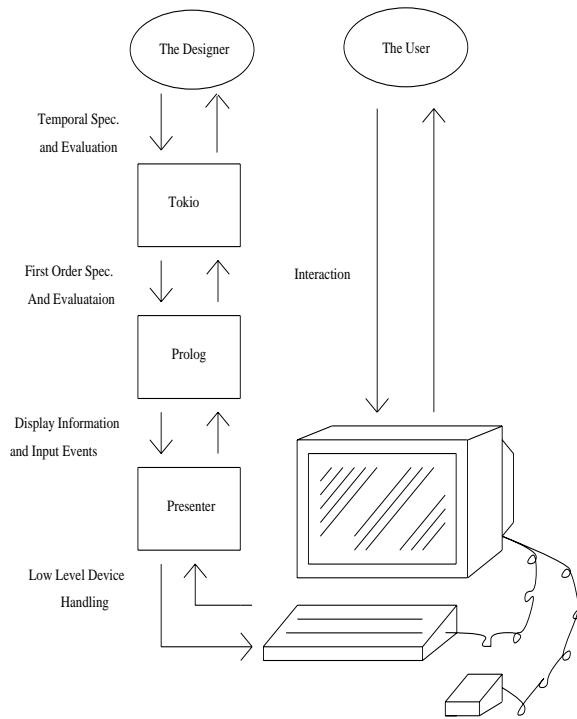 The Designer
The User
Temporal Spec.
and Evaluation
Tokio
First Order Spec.
And Evaluataion
Interaction
Prolog
Display Information
and Input Events
Presenter
Low Level Device
Handling